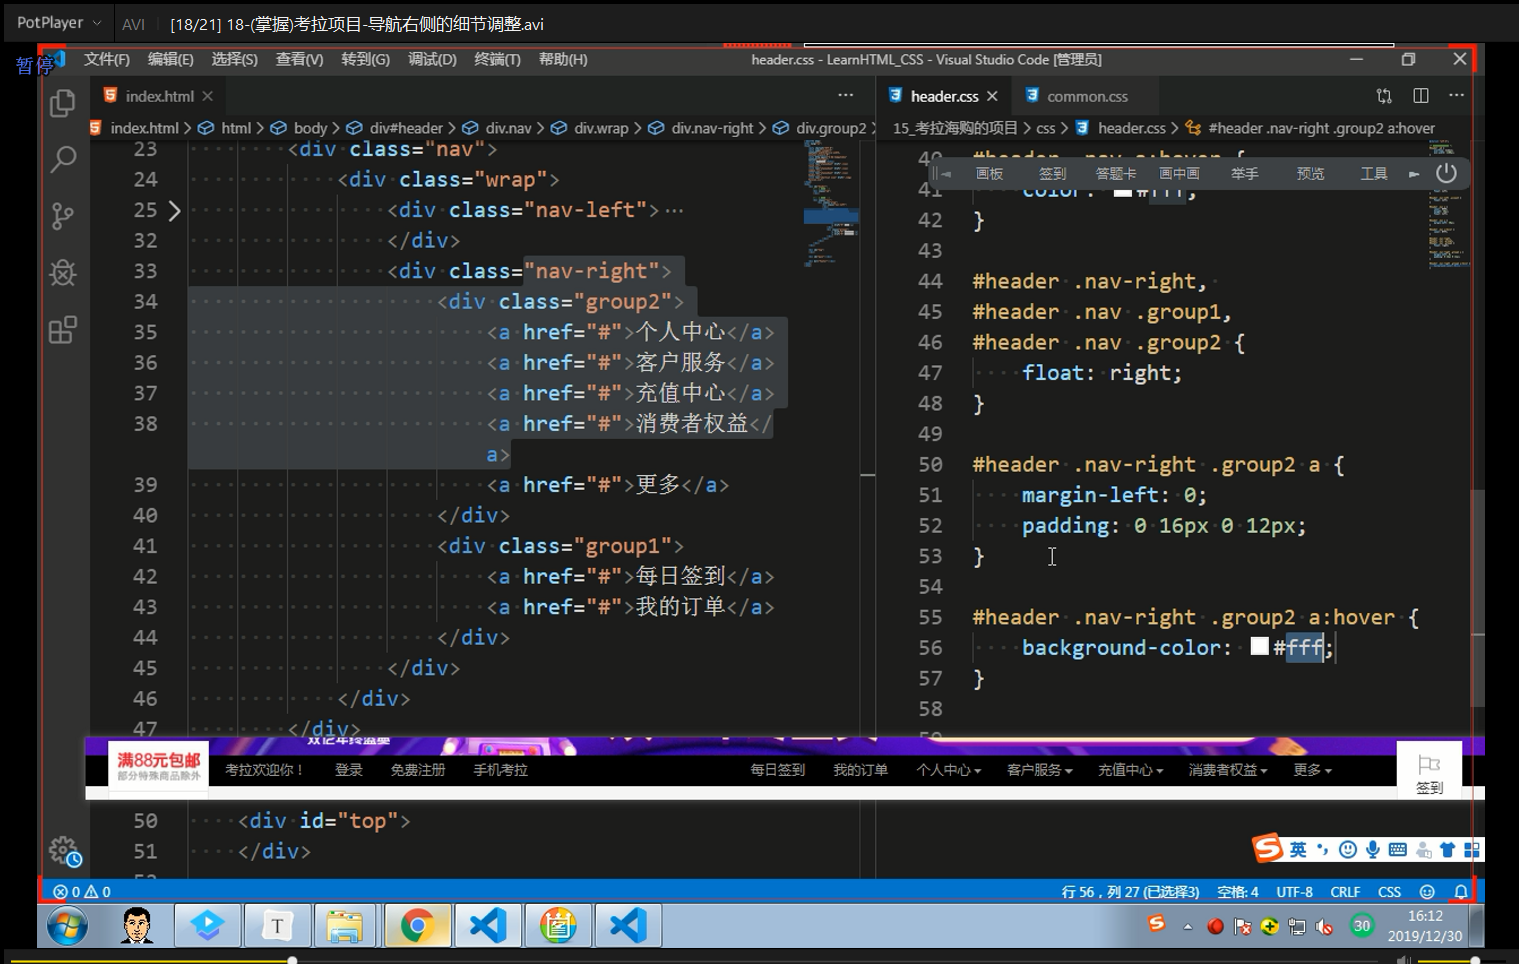 PotPlayer AVI [18/21] 18-(掌握)考拉项目-导航右侧的细节调整.avi
暂停
文件(F) 编辑(E) 选择(S) 查看(V) 转到(G) 调试(D) 终端(T) 帮助(H) header.css - LearnHTML_CSS - Visual Studio Code [管理员]
index.html
index.html > html > body > div#header > div.nav > div.wrap > div.nav-right > div.group2 >
23 <div class="nav">
24 <div class="wrap">
25 <div class="nav-left">…
32 </div>
33 <div class="nav-right">
34 <div class="group2">
35 <a href="#">个人中心</a>
36 <a href="#">客户服务</a>
37 <a href="#">充值中心</a>
38 <a href="#">消费者权益</
a>
39 <a href="#">更多</a>
40 </div>
41 <div class="group1">
42 <a href="#">每日签到</a>
43 <a href="#">我的订单</a>
44 </div>
45 </div>
46 </div>
47 </div>
50 <div id="top">
51 </div>
header.css common.css
15_考拉海购的项目 > css > header.css > #header .nav-right .group2 a:hover
画板 签到 答题卡 画中画 举手 预览 工具
40 #header .nav a:hover {
41 color: #fff;
42 }
43
44 #header .nav-right,
45 #header .nav .group1,
46 #header .nav .group2 {
47 float: right;
48 }
49
50 #header .nav-right .group2 a {
51 margin-left: 0;
52 padding: 0 16px 0 12px;
53 }
54
55 #header .nav-right .group2 a:hover {
56 background-color: #fff;
57 }
58
满88元包邮
部分特殊商品除外
考拉欢迎你！ 登录 免费注册 手机考拉 每日签到 我的订单 个人中心 客户服务 充值中心 消费者权益 更多
签到
英
0 0 行 56，列 27 (已选择3) 空格: 4 UTF-8 CRLF CSS
T
30
16:12
2019/12/30